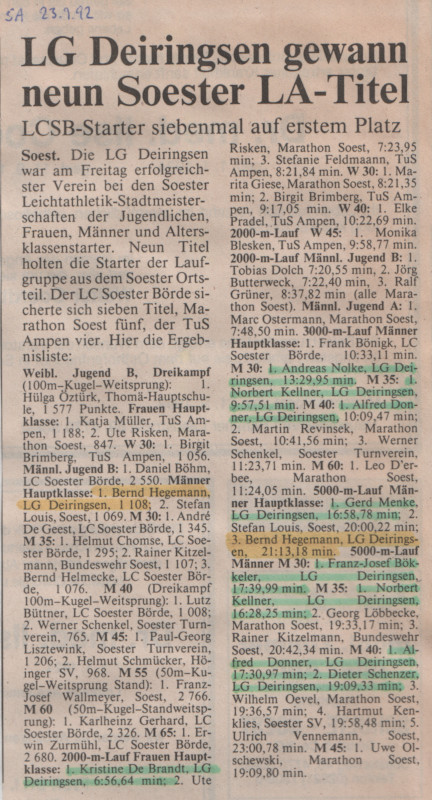 SA 23.9.92
LG Deiringsen gewann
neun Soester LA-Titel
LCSB-Starter siebenmal auf erstem Platz
Soest. Die LG Deiringsen
war am Freitag erfolgreich-
ster Verein bei den Soester
Leichtathletik-Stadtmeister-
schaften der Jugendlichen,
Frauen, Männer und Alters-
klassenstarter. Neun Titel
holten die Starter der Lauf-
gruppe aus dem Soester Orts-
teil. Der LC Soester Börde si-
cherte sich sieben Titel, Ma-
rathon Soest fünf, der TuS
Ampen vier. Hier die Ergeb-
nisliste:
Weibl. Jugend B, Dreikampf
(100m–Kugel–Weitsprung): 1.
Hülga Öztürk, Thomä-Hauptschu-
le, 1 577 Punkte. Frauen Haupt-
klasse: 1. Katja Müller, TuS Am-
pen, 1 188; 2. Ute Risken, Mara-
thon Soest, 847. W 30: 1. Birgit
Brimberg, TuS Ampen, 1 056.
Männl. Jugend B: 1. Daniel Böhm,
LC Soester Börde, 2 550. Männer
Hauptklasse: 1. Bernd Hegemann,
LG Deiringsen, 1 108; 2. Stefan
Louis, Soest, 1 069. M 30: 1. André
De Geest, LC Soester Börde, 1 345.
M 35: 1. Helmut Chomse, LC Soe-
ster Börde, 1 295; 2. Rainer Kitzel-
mann, Bundeswehr Soest, 1 107; 3.
Bernd Helmecke, LC Soester Bör-
de, 1 076. M 40 (Dreikampf
100m–Kugel–Weitsprung): 1. Lutz
Büttner, LC Soester Börde, 1 008;
2. Werner Schenkel, Soester Turn-
verein, 765. M 45: 1. Paul-Georg
Lisztewink, Soester Turnverein,
1 206; 2. Helmut Schmücker, Hö-
inger SV, 968. M 55 (50m–Ku-
gel–Weitsprung Stand): 1. Franz-
Josef Wallmeyer, Soest, 2 766.
M 60 (50m–Kugel–Standweitsp-
rung): 1. Karlheinz Gerhard, LC
Soester Börde, 2 326. M 65: 1. Er-
win Zurmühl, LC Soester Börde,
2 680. 2000-m-Lauf Frauen Haupt-
klasse: 1. Kristine De Brandt, LG
Deiringsen, 6:56,64 min; 2. Ute
Risken, Marathon Soest, 7:23,95
min; 3. Stefanie Feldmaann, TuS
Ampen, 8:21,84 min. W 30: 1. Ma-
rita Giese, Marathon Soest, 8:21,35
min; 2. Birgit Brimberg, TuS Am-
pen, 9:17,05 min. W 40: 1. Elke
Pradel, TuS Ampen, 10:22,69 min.
2000-m-Lauf W 45: 1. Monika
Blesken, TuS Ampen, 9:58,77 min.
2000-m-Lauf Männl. Jugend B: 1.
Tobias Dolch 7:20,55 min, 2. Jörg
Butterweck, 7:22,40 min; 3. Ralf
Grüner, 8:37,82 min (alle Mara-
thon Soest). Männl. Jugend A: 1.
Marc Ostermann, Marathon Soest,
7:48,50 min. 3000-m-Lauf Männer
Hauptklasse: 1. Frank Bönigk, LC
Soester Börde, 10:33,11 min.
M 30: 1. Andreas Nolke, LG Dei-
ringsen, 13:29,95 min. M 35: 1.
Norbert Kellner, LG Deiringsen,
9:57,51 min. M 40: 1. Alfred Don-
ner, LG Deiringsen, 10:09,47 min;
2. Martin Revinsek, Marathon
Soest, 10:41,56 min; 3. Werner
Schenkel, Soester Turnverein,
11:23,71 min. M 60: 1. Leo D'er-
bee, Marathon Soest,
11:24,05 min. 5000-m-Lauf Män-
ner Hauptklasse: 1. Gerd Menke,
LG Deiringsen, 16:58,78 min; 2.
Stefan Louis, Soest, 20:00,22 min;
3. Bernd Hegemann, LG Deirings-
en, 21:13,18 min. 5000-m-Lauf
Männer M 30: 1. Franz-Josef Bök-
keler, LG Deiringsen,
17:39,99 min. M 35: 1. Norbert
Kellner, LG Deiringsen,
16:28,25 min; 2. Georg Löbbecke,
Marathon Soest, 19:33,17 min; 3.
Rainer Kitzlmann, Bundeswehr
Soest, 20:42,34 min. M 40: 1. Al-
fred Donner, LG Deiringsen,
17:30,97 min; 2. Dieter Schenzer,
LG Deiringsen, 19:09,33 min; 3.
Wilhelm Oevel, Marathon Soest,
19:36,57 min; 4. Hartmut Ken-
klies, Soester SV, 19:58,48 min; 5.
Ulrich Vennemann, Soest,
23:00,78 min. M 45: 1. Uwe Ol-
schewski, Marathon Soest,
19:09,80 min.